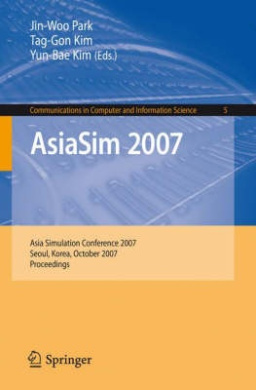 Jin-Woo Park
Tag-Gon Kim
Yun-Bae Kim (Eds.)
Communications in Computer and Information Science 5
AsiaSim 2007
Asia Simulation Conference 2007
Seoul, Korea, October 2007
Proceedings
Springer